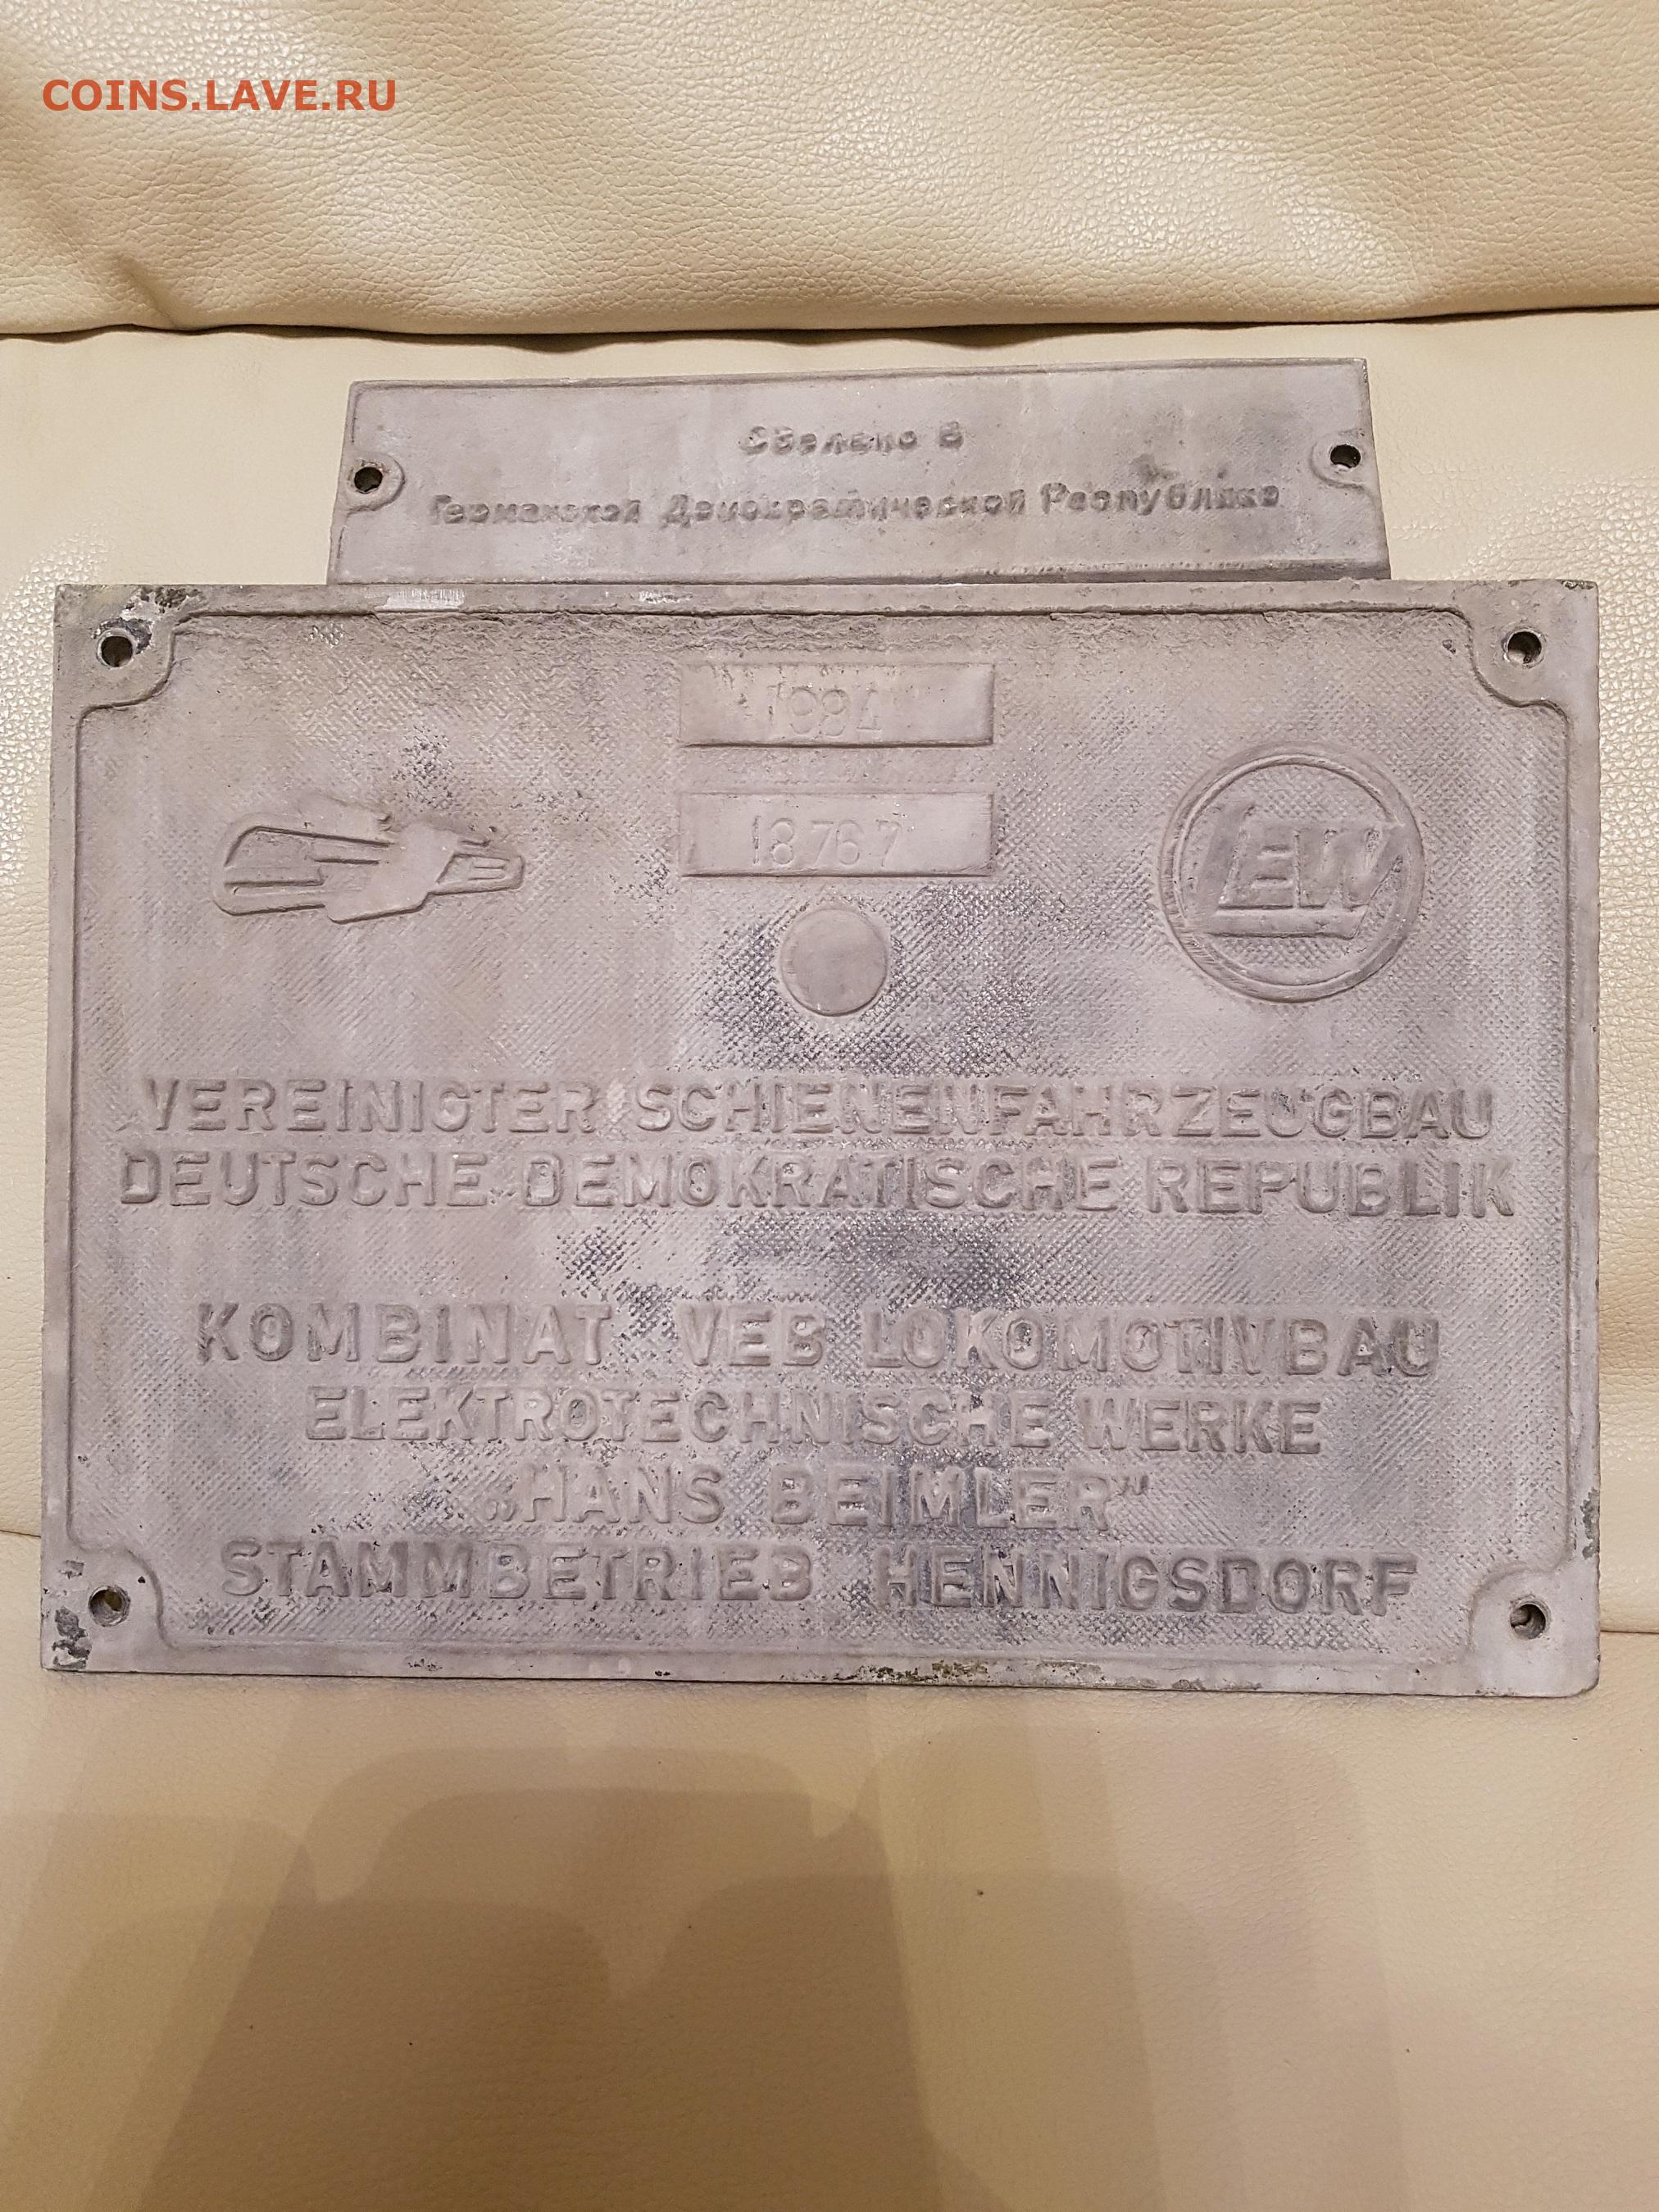 COINS.LAVE.RU
Сделано в
Германской Демократической Республике
1984
18767
LEW
VEREINIGTER SCHIENENFAHRZEUGBAU
DEUTSCHE DEMOKRATISCHE REPUBLIK
KOMBINAT VEB LOKOMOTIVBAU
ELEKTROTECHNISCHE WERKE
„HANS BEIMLER"
STAMMBETRIEB HENNIGSDORF